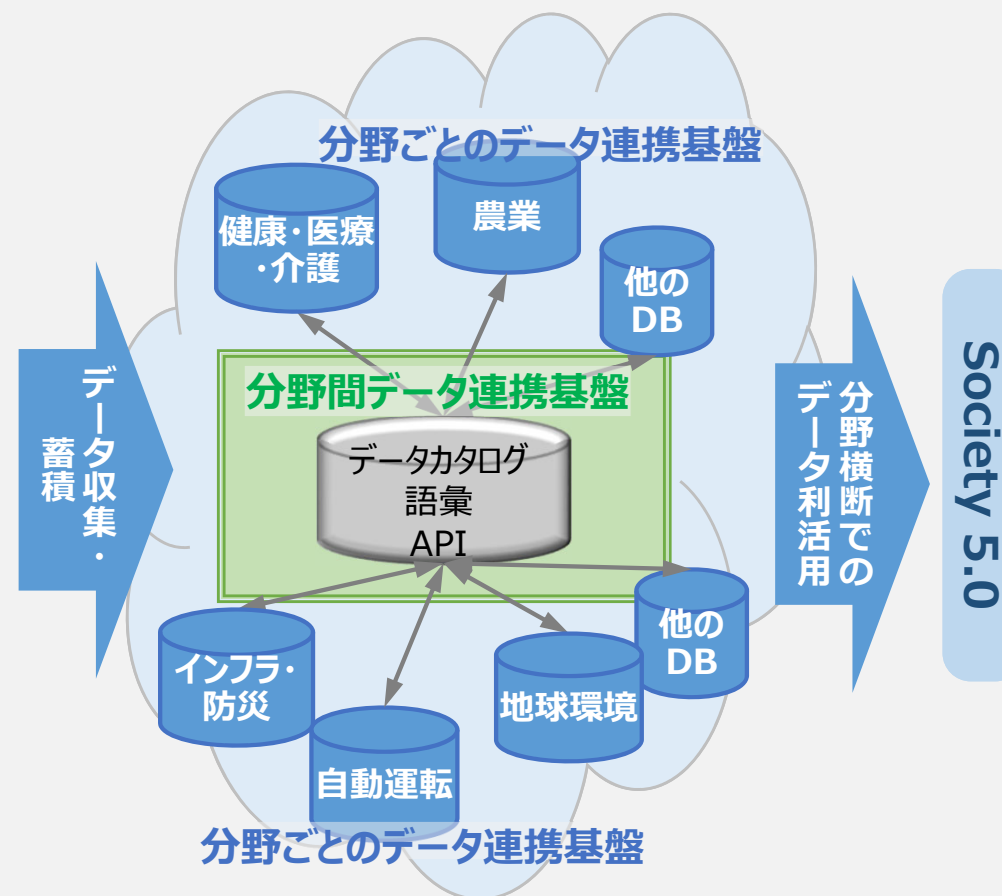 分野ごとのデータ連携基盤
健康・医療
・介護
農業
他の
DB
データ収集・
蓄積
分野間データ連携基盤
データカタログ
語彙
API
分野横断での
データ利活用
Society 5.0
インフラ・
防災
自動運転
地球環境
他の
DB
分野ごとのデータ連携基盤